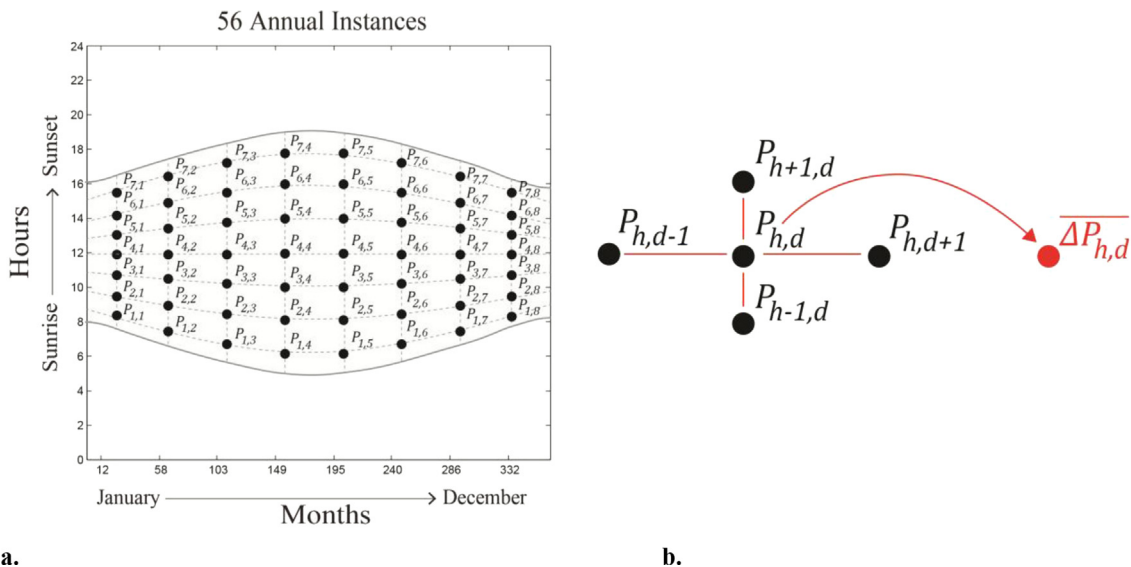 56 Annual Instances
24
22
20
18
16
14
12
10
8
6
4
2
0
Hours
Sunrise
Sunset
P7,1
P7,2
P7,3
P7,4
P7,5
P7,6
P7,7
P7,8
P6,1
P6,2
P6,3
P6,4
P6,5
P6,6
P6,7
P6,8
P5,1
P5,2
P5,3
P5,4
P5,5
P5,6
P5,7
P5,8
P4,1
P4,2
P4,3
P4,4
P4,5
P4,6
P4,7
P4,8
P3,1
P3,2
P3,3
P3,4
P3,5
P3,6
P3,7
P3,8
P2,1
P2,2
P2,3
P2,4
P2,5
P2,6
P2,7
P2,8
P1,1
P1,2
P1,3
P1,4
P1,5
P1,6
P1,7
P1,8
12 58 103 149 195 240 286 332
January December
Months
a.
Ph+1,d
Ph,d-1
Ph,d
Ph,d+1
ΔPh,d
Ph-1,d
b.